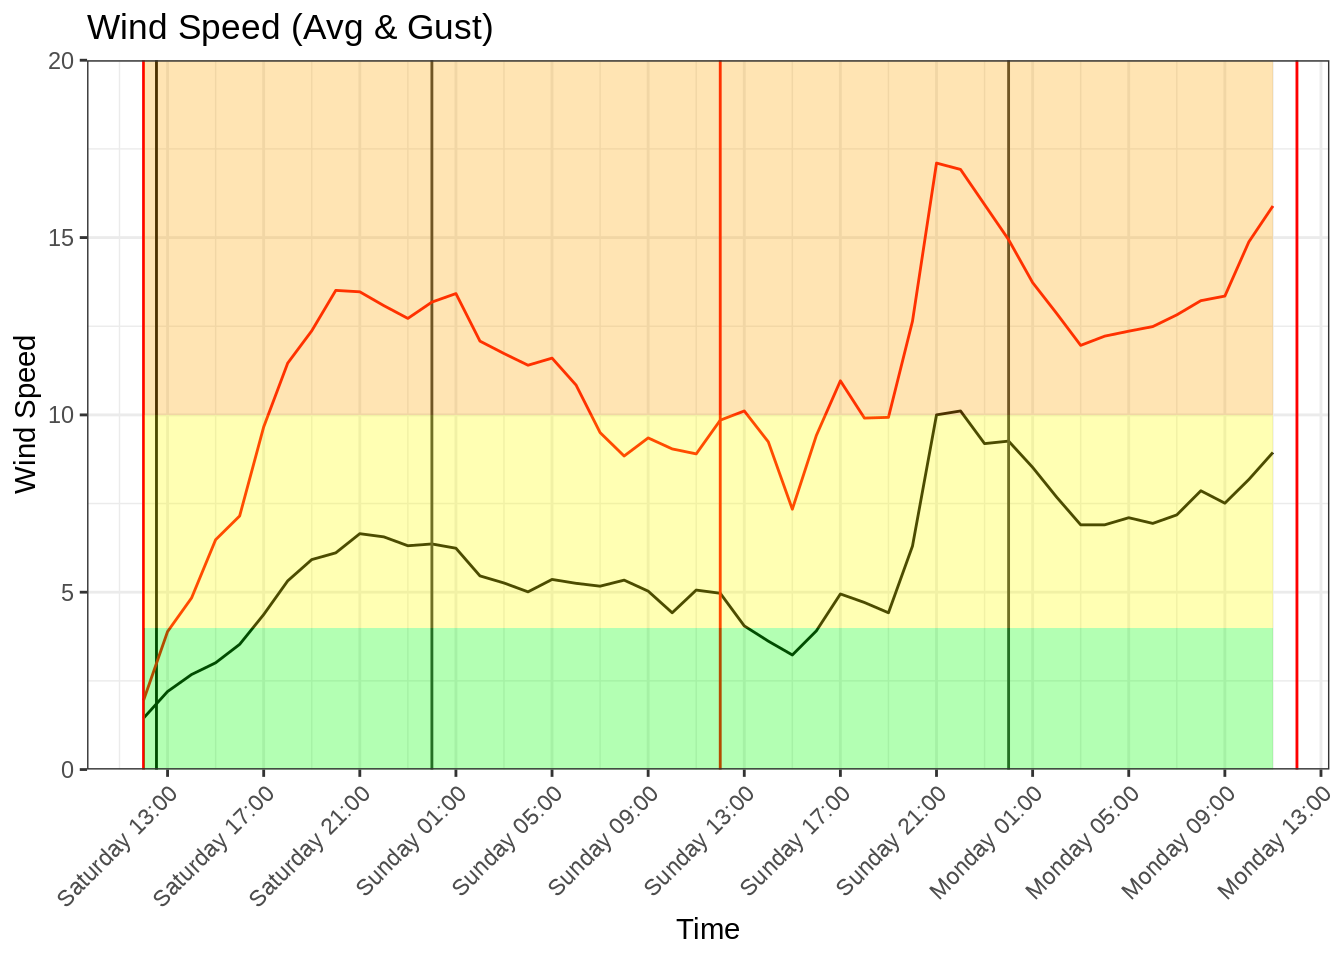 Wind Speed (Avg & Gust)
20
15
10
5
0
Wind Speed
Saturday 13:00
Saturday 17:00
Saturday 21:00
Sunday 01:00
Sunday 05:00
Sunday 09:00
Sunday 13:00
Sunday 17:00
Sunday 21:00
Monday 01:00
Monday 05:00
Monday 09:00
Monday 13:00
Time